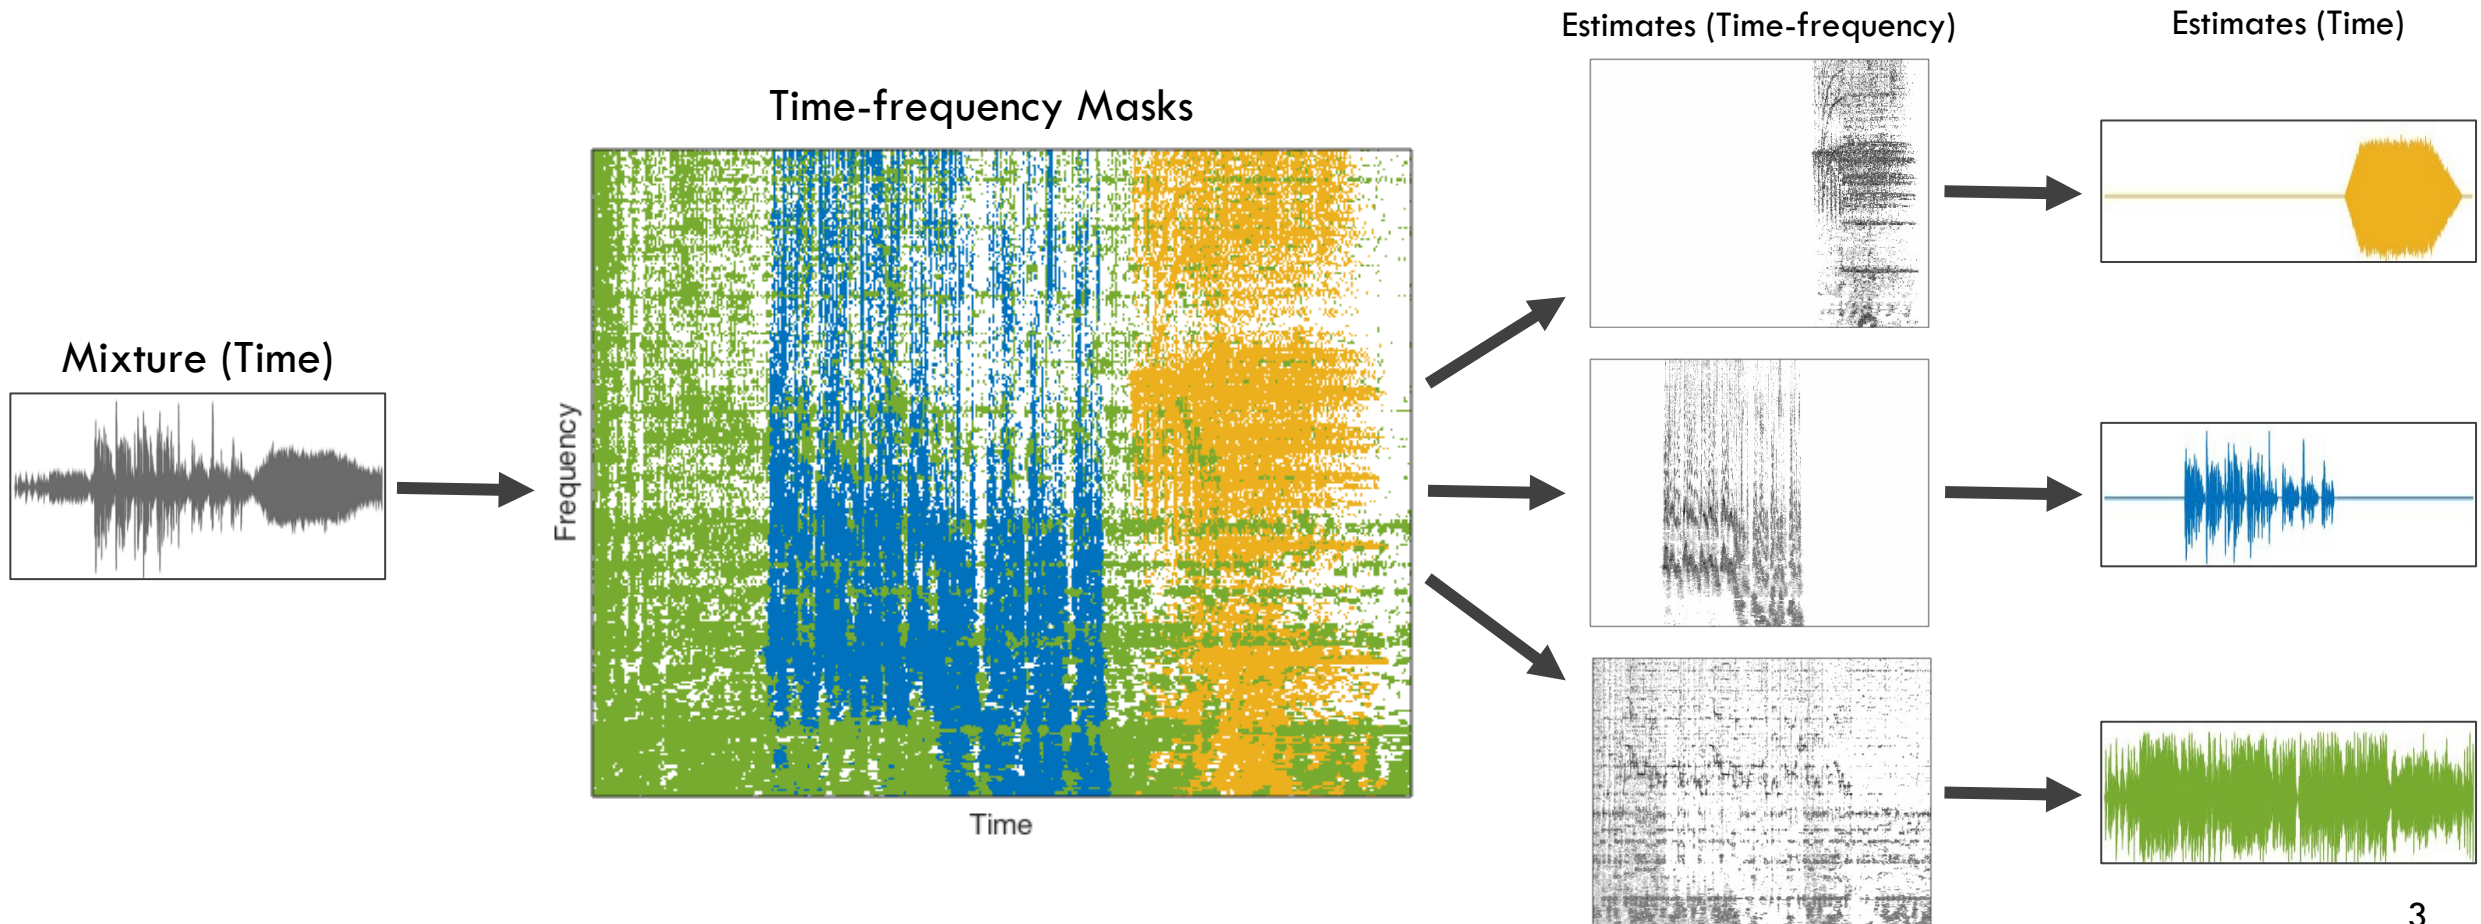 Estimates (Time-frequency)
Estimates (Time)
Time-frequency Masks
Mixture (Time)
Frequency
Time
3